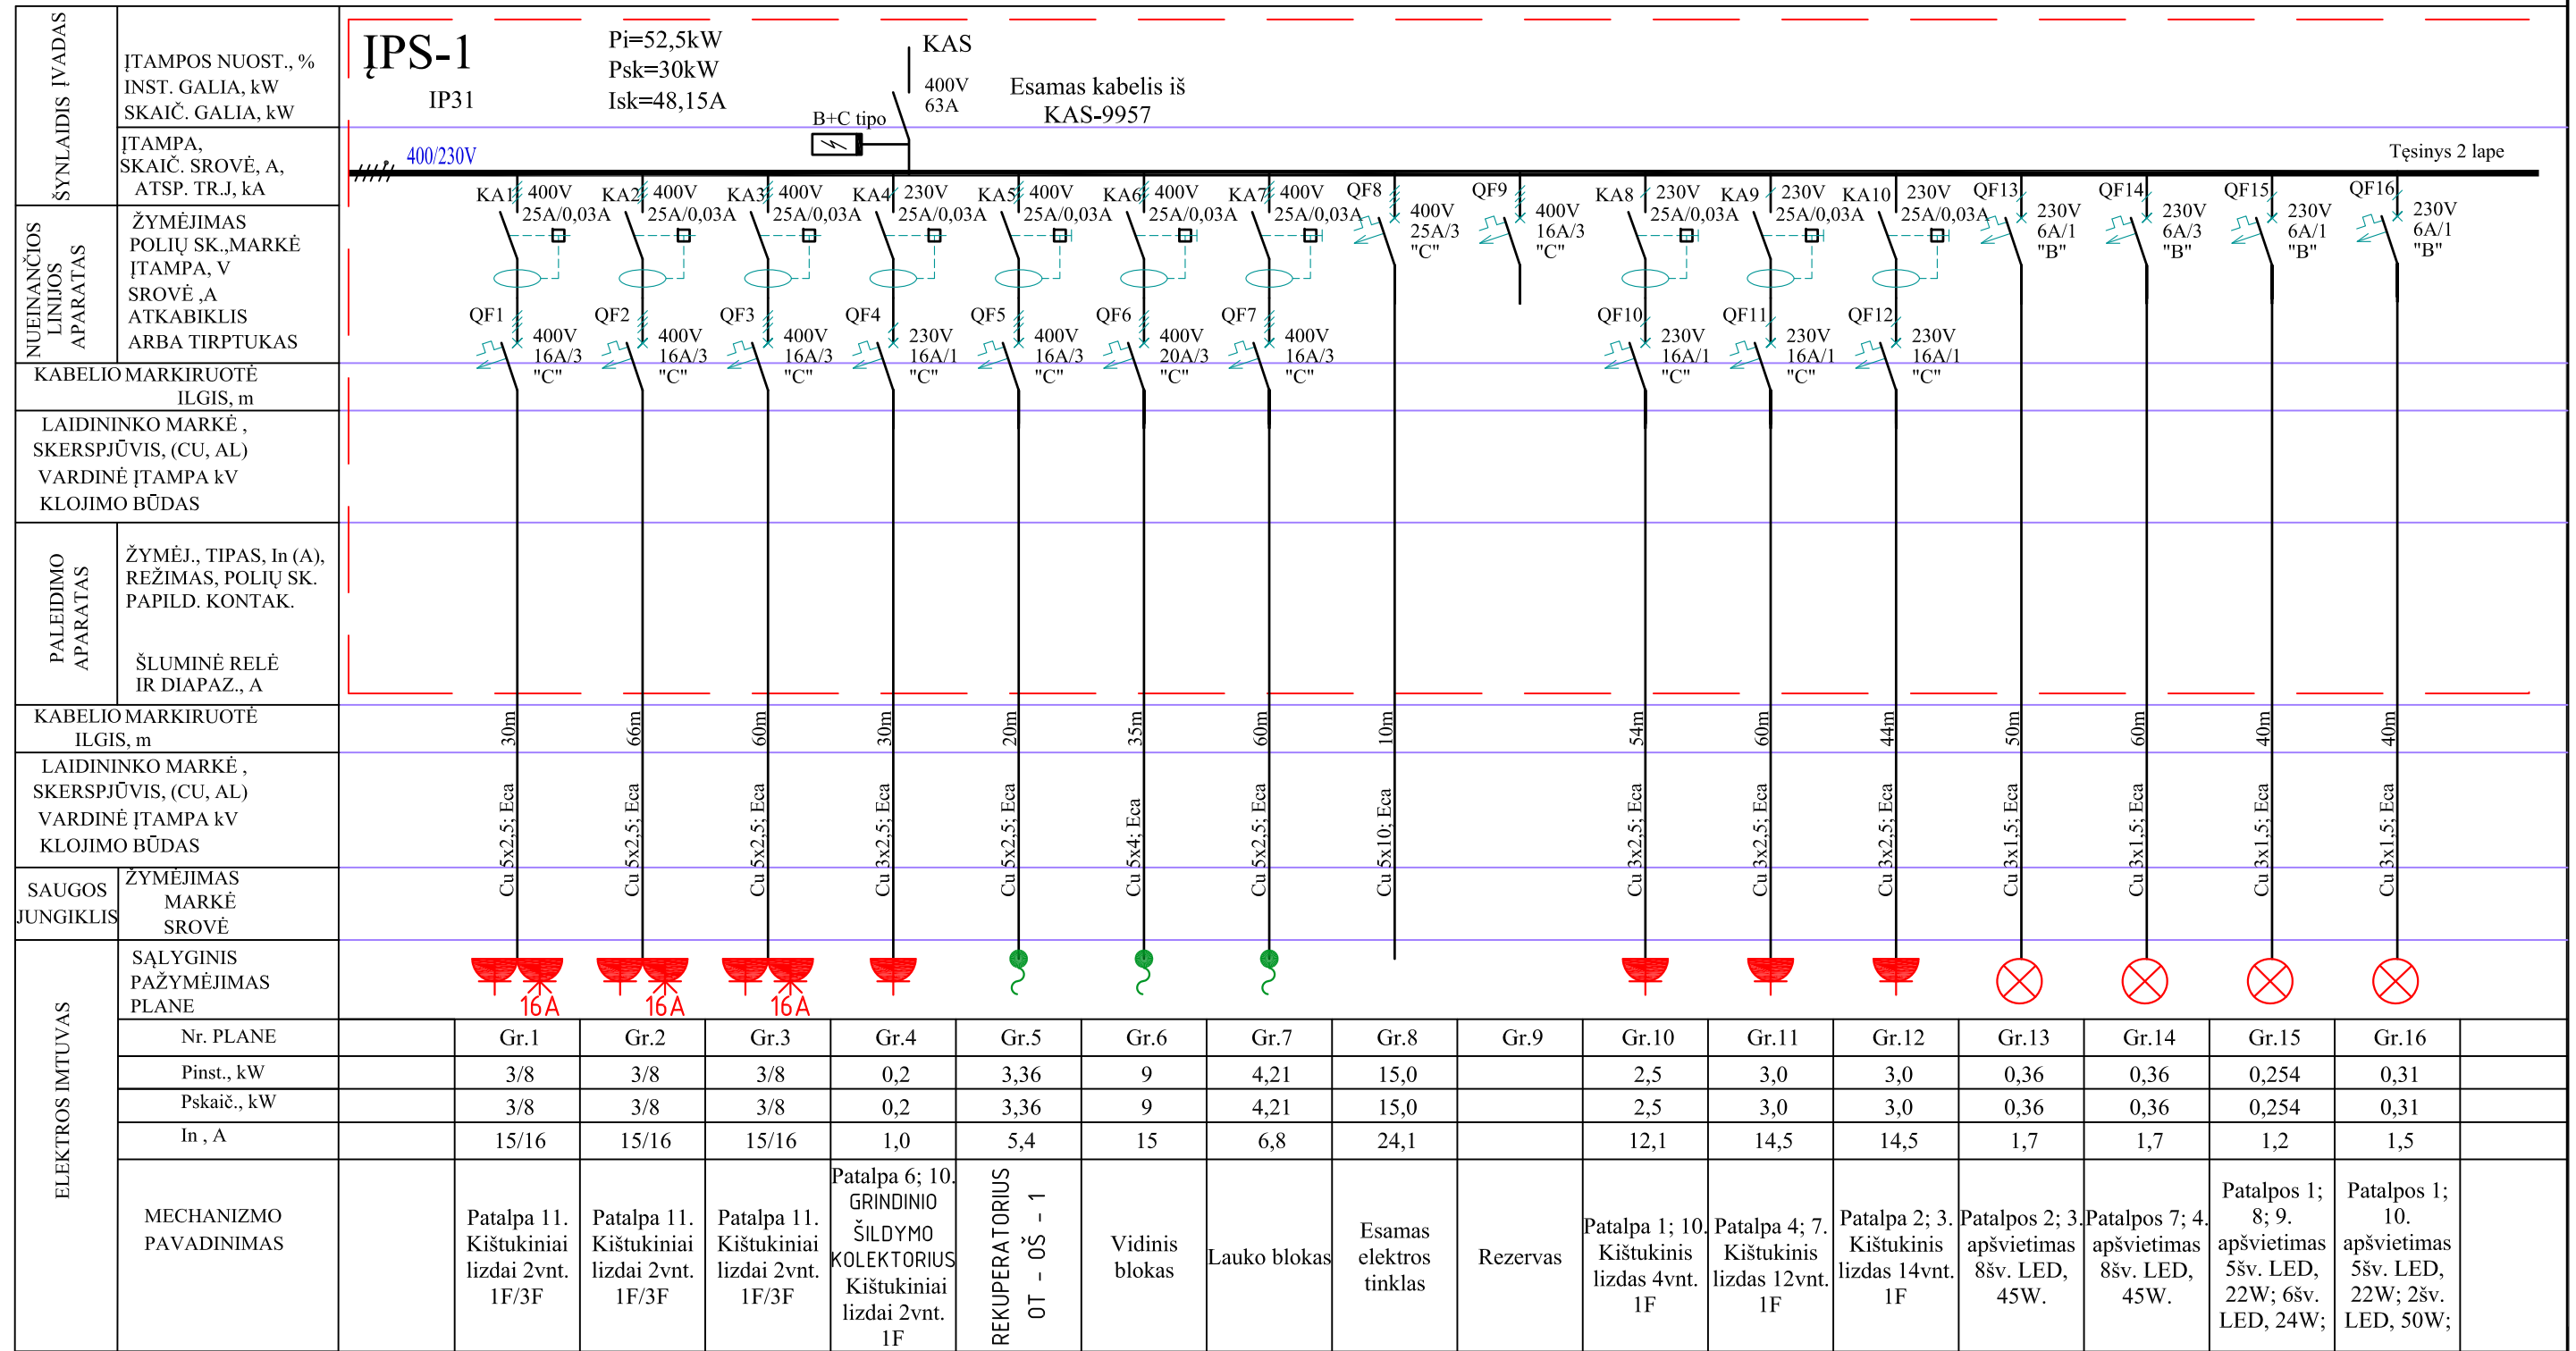 ŠYNLAIDIS ĮVADAS
ĮTAMPOS NUOST., %
INST. GALIA, kW
SKAIČ. GALIA, kW
ĮTAMPA,
SKAIČ. SROVĖ, A,
ATSP. TR.J, kA
ĮPS-1
IP31
Pi=52,5kW
Psk=30kW
Isk=48,15A
KAS
400V
63A
Esamas kabelis iš
KAS-9957
B+C tipo
400/230V
Tęsinys 2 lape
NUEINANČIOS
LINIJOS
APARATAS
ŽYMĖJIMAS
POLIŲ SK.,MARKĖ
ĮTAMPA, V
SROVĖ ,A
ATKABIKLIS
ARBA TIRPTUKAS
KA1 400V
25A/0,03A
KA2 400V
25A/0,03A
KA3 400V
25A/0,03A
KA4 230V
25A/0,03A
KA5 400V
25A/0,03A
KA6 400V
25A/0,03A
KA7 400V
25A/0,03A
QF8
400V
25A/3
"C"
QF9
400V
16A/3
"C"
KA8 230V
25A/0,03A
KA9 230V
25A/0,03A
KA10 230V
25A/0,03A
QF13
230V
6A/1
"B"
QF14
230V
6A/3
"B"
QF15
230V
6A/1
"B"
QF16
230V
6A/1
"B"
QF1
400V
16A/3
"C"
QF2
400V
16A/3
"C"
QF3
400V
16A/3
"C"
QF4
230V
16A/1
"C"
QF5
400V
16A/3
"C"
QF6
400V
20A/3
"C"
QF7
400V
16A/3
"C"
QF10
230V
16A/1
"C"
QF11
230V
16A/1
"C"
QF12
230V
16A/1
"C"
KABELIO MARKIRUOTĖ
ILGIS, m
LAIDININKO MARKĖ ,
SKERSPJŪVIS, (CU, AL)
VARDINĖ ĮTAMPA kV
KLOJIMO BŪDAS
PALEIDIMO
APARATAS
ŽYMĖJ., TIPAS, In (A),
REŽIMAS, POLIŲ SK.
PAPILD. KONTAK.
ŠLUMINĖ RELĖ
IR DIAPAZ., A
KABELIO MARKIRUOTĖ
ILGIS, m
30m 66m 60m 30m 20m 35m 60m 10m 54m 60m 44m 50m 60m 40m 40m
LAIDININKO MARKĖ ,
SKERSPJŪVIS, (CU, AL)
VARDINĖ ĮTAMPA kV
KLOJIMO BŪDAS
Cu 5x2,5; Eca
Cu 5x2,5; Eca
Cu 5x2,5; Eca
Cu 3x2,5; Eca
Cu 5x2,5; Eca
Cu 5x4; Eca
Cu 5x2,5; Eca
Cu 5x10; Eca
Cu 3x2,5; Eca
Cu 3x2,5; Eca
Cu 3x2,5; Eca
Cu 3x1,5; Eca
Cu 3x1,5; Eca
Cu 3x1,5; Eca
Cu 3x1,5; Eca
SAUGOS
JUNGIKLIS
ŽYMĖJIMAS
MARKĖ
SROVĖ
ELEKTROS IMTUVAS
SĄLYGINIS
PAŽYMĖJIMAS
PLANE
16A 16A 16A
Nr. PLANE Gr.1 Gr.2 Gr.3 Gr.4 Gr.5 Gr.6 Gr.7 Gr.8 Gr.9 Gr.10 Gr.11 Gr.12 Gr.13 Gr.14 Gr.15 Gr.16
Pinst., kW 3/8 3/8 3/8 0,2 3,36 9 4,21 15,0 2,5 3,0 3,0 0,36 0,36 0,254 0,31
Pskaič., kW 3/8 3/8 3/8 0,2 3,36 9 4,21 15,0 2,5 3,0 3,0 0,36 0,36 0,254 0,31
In , A 15/16 15/16 15/16 1,0 5,4 15 6,8 24,1 12,1 14,5 14,5 1,7 1,7 1,2 1,5
MECHANIZMO
PAVADINIMAS
Patalpa 11.
Kištukiniai
lizdai 2vnt.
1F/3F
Patalpa 11.
Kištukiniai
lizdai 2vnt.
1F/3F
Patalpa 11.
Kištukiniai
lizdai 2vnt.
1F/3F
Patalpa 6; 10.
GRINDINIO
ŠILDYMO
KOLEKTORIUS
Kištukiniai
lizdai 2vnt.
1F
REKUPERATORIUS
OT - OŠ - 1
Vidinis
blokas
Lauko blokas
Esamas
elektros
tinklas
Rezervas
Patalpa 1; 10.
Kištukinis
lizdas 4vnt.
1F
Patalpa 4; 7.
Kištukinis
lizdas 12vnt.
1F
Patalpa 2; 3.
Kištukinis
lizdas 14vnt.
1F
Patalpos 2; 3.
apšvietimas
8šv. LED,
45W.
Patalpos 7; 4.
apšvietimas
8šv. LED,
45W.
Patalpos 1;
8; 9.
apšvietimas
5šv. LED,
22W; 6šv.
LED, 24W;
Patalpos 1;
10.
apšvietimas
5šv. LED,
22W; 2šv.
LED, 50W;